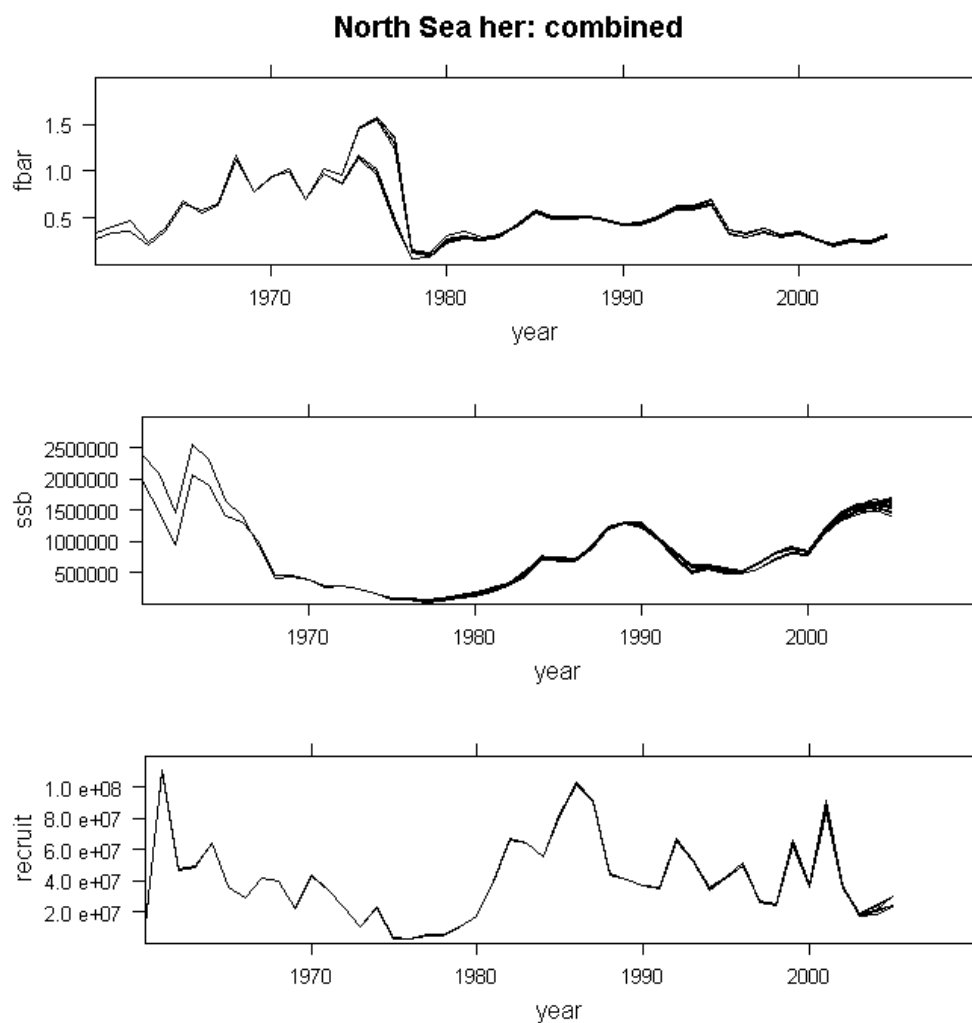 North Sea her: combined
fbar
1.5
1.0
0.5
1970 1980 1990 2000
year
ssb
2500000
2000000
1500000
1000000
500000
1970 1980 1990 2000
year
recruit
1.0 e+08
8.0 e+07
6.0 e+07
4.0 e+07
2.0 e+07
1970 1980 1990 2000
year